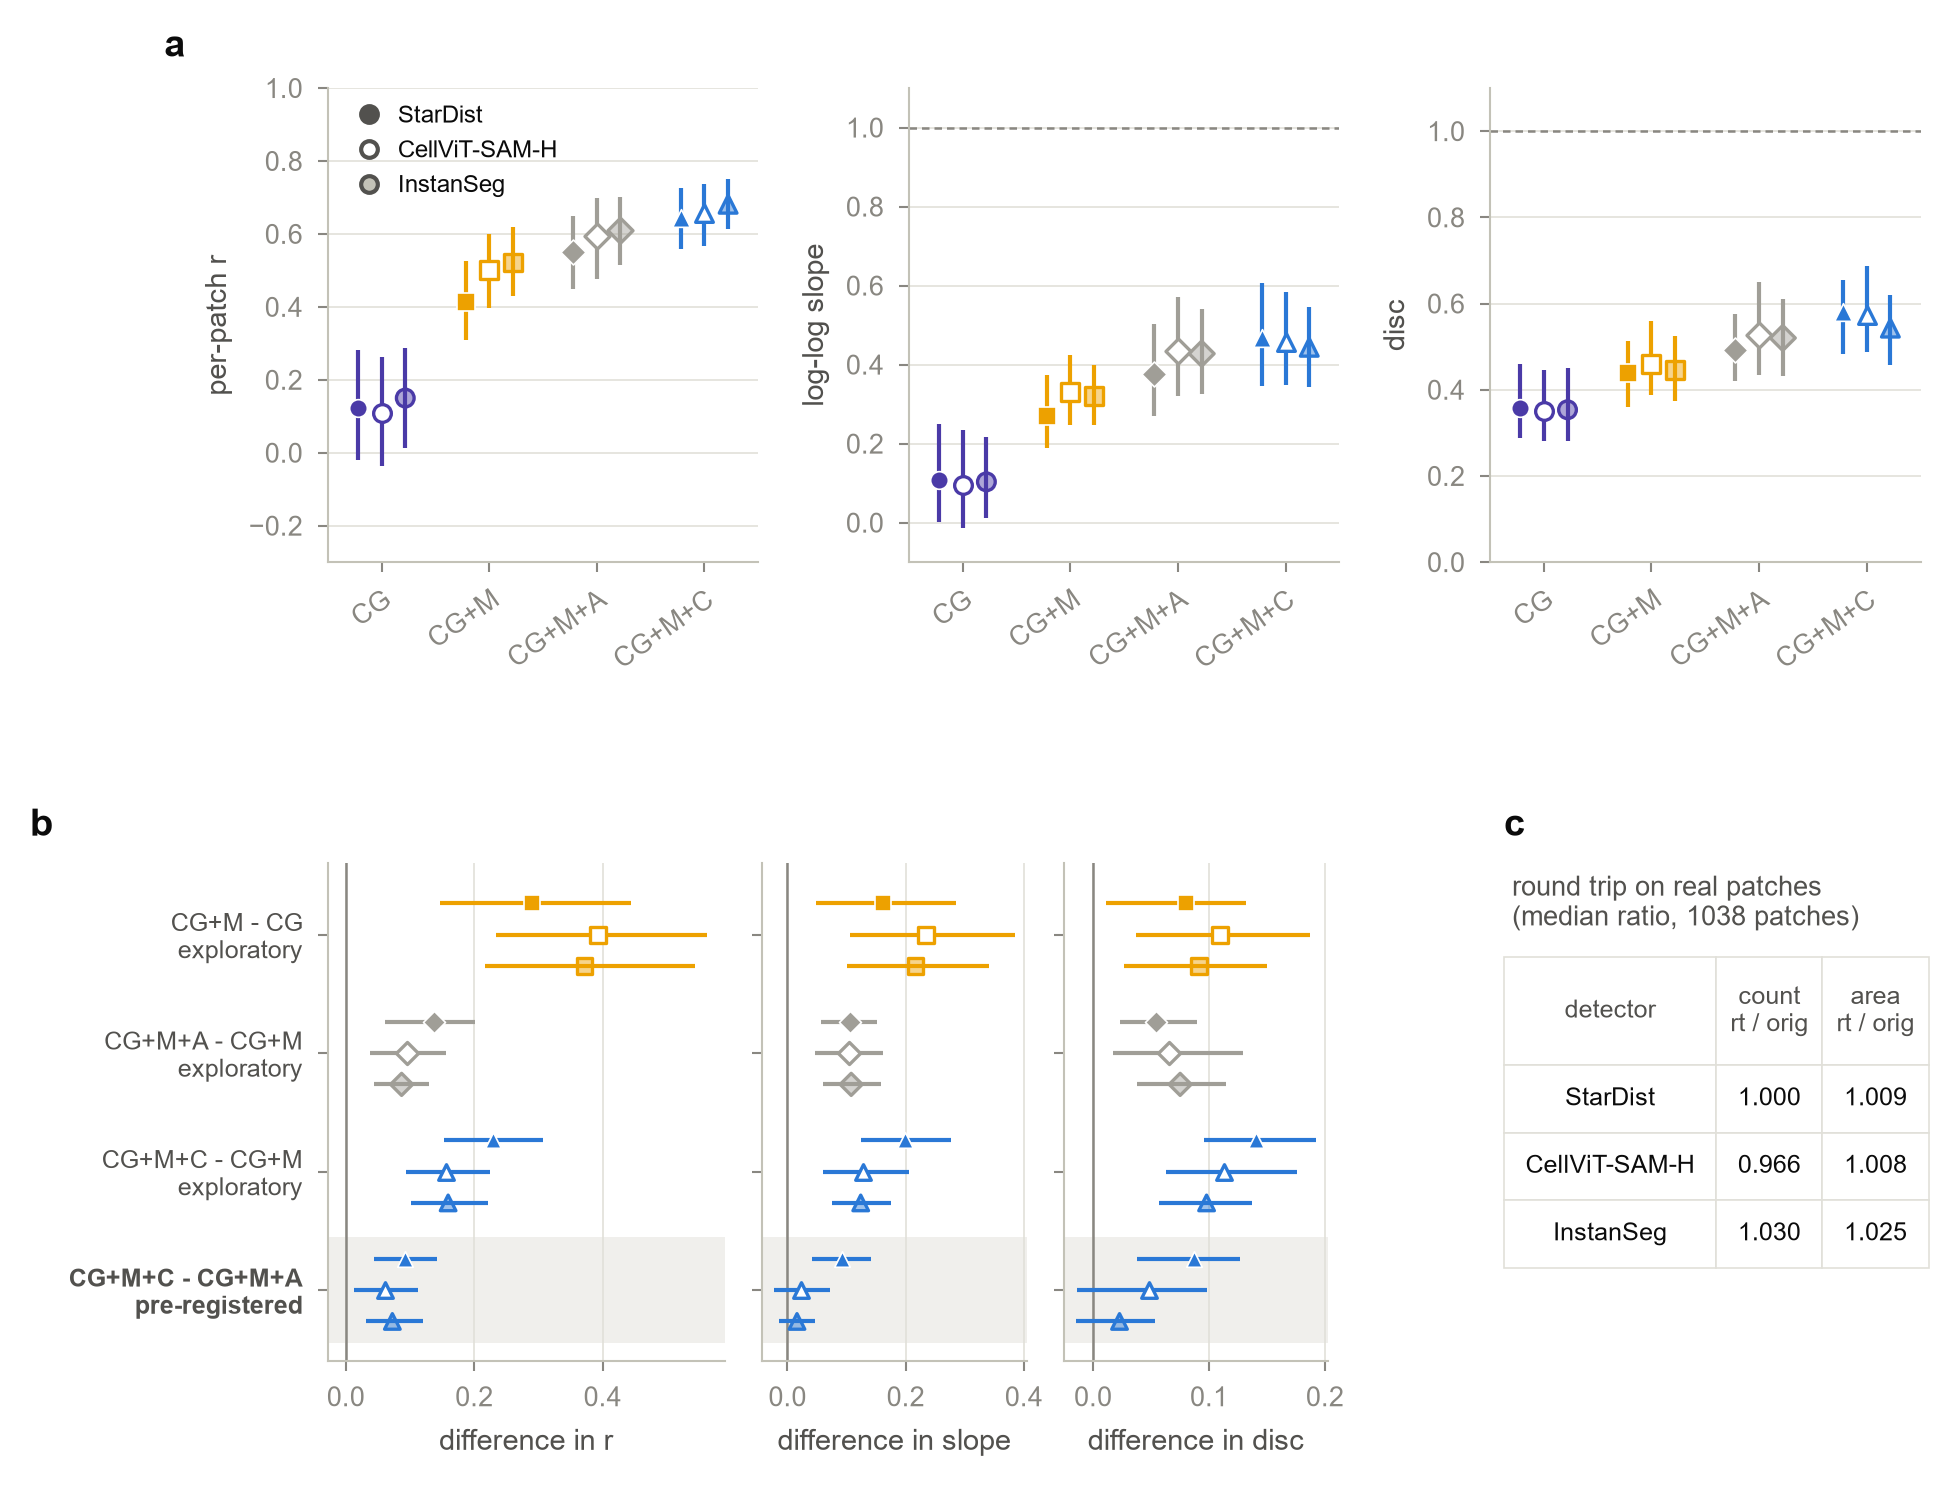 a
per-patch r
1.0
0.8
0.6
0.4
0.2
0.0
−0.2
StarDist
CellViT-SAM-H
InstanSeg
CG
CG+M
CG+M+A
CG+M+C
log-log slope
1.0
0.8
0.6
0.4
0.2
0.0
CG
CG+M
CG+M+A
CG+M+C
disc
1.0
0.8
0.6
0.4
0.2
0.0
CG
CG+M
CG+M+A
CG+M+C
b
CG+M - CG
exploratory
CG+M+A - CG+M
exploratory
CG+M+C - CG+M
exploratory
CG+M+C - CG+M+A
pre-registered
0.0 0.2 0.4
difference in r
0.0 0.2 0.4
difference in slope
0.0 0.1 0.2
difference in disc
c
round trip on real patches
(median ratio, 1038 patches)
detector
count
rt / orig
area
rt / orig
StarDist 1.000 1.009
CellViT-SAM-H 0.966 1.008
InstanSeg 1.030 1.025